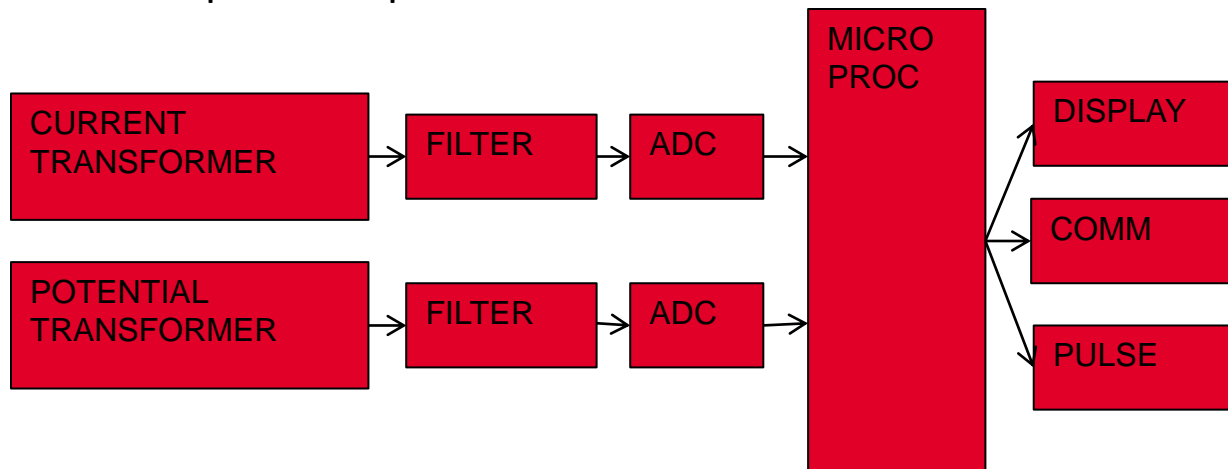 MICRO
PROC
CURRENT
TRANSFORMER
FILTER
ADC
DISPLAY
COMM
POTENTIAL
TRANSFORMER
FILTER
ADC
PULSE